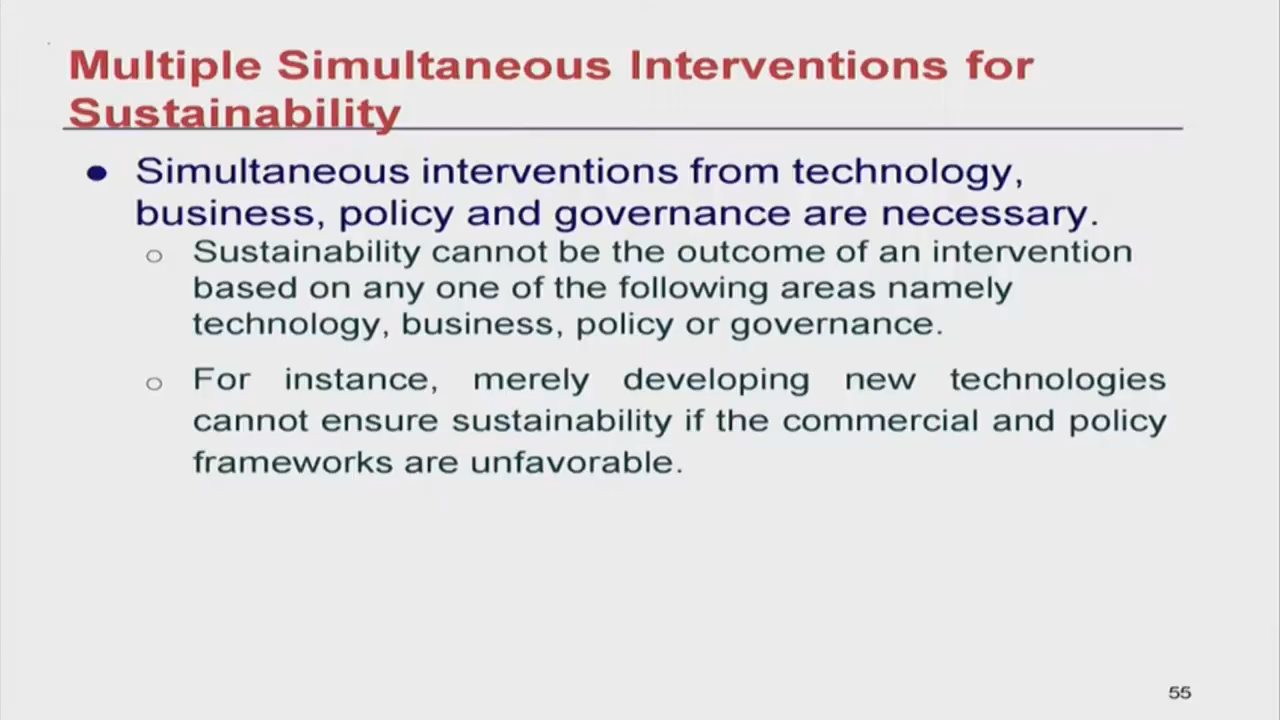 Multiple Simultaneous Interventions for
Sustainability
● Simultaneous interventions from technology,
business, policy and governance are necessary.
○ Sustainability cannot be the outcome of an intervention
based on any one of the following areas namely
technology, business, policy or governance.
○ For instance, merely developing new technologies
cannot ensure sustainability if the commercial and policy
frameworks are unfavorable.
55